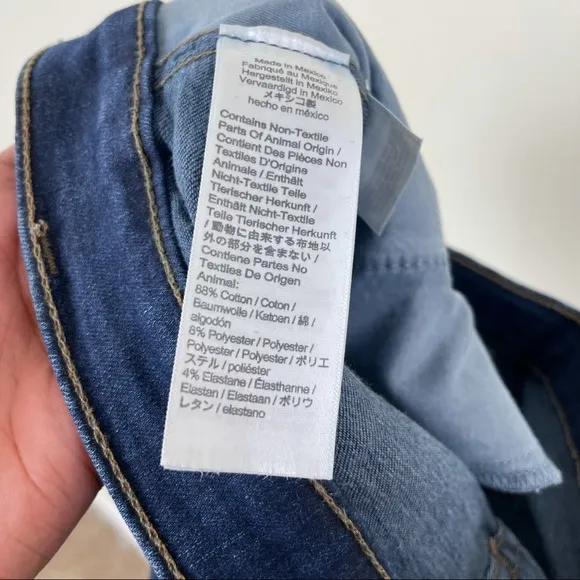 Made in Mexico
Fabriqué au Mexique
Hergestellt in Mexiko
Vervaardigd in Mexico
メキシコ製
hecho en méxico
Contains Non-Textile
Parts Of Animal Origin /
Contient Des Pièces Non
Textiles D'Origine
Animale / Enthält
Nicht-Textile Teile
Tierischer Herkunft /
Enthält Nicht-Textile
Teile Tierischer Herkunft
/ 動物に由来する布地以
外の部分を含まない /
Contiene Partes No
Textiles De Origen
Animal:
88% Cotton / Coton /
Baumwolle / Katoen / 綿 /
algodón
8% Polyester / Polyester /
Polyester / Polyester / ポリエ
ステル / poliéster
4% Elastane / Élasthanne /
Elastan / Elastaan / ポリウ
レタン / elastano